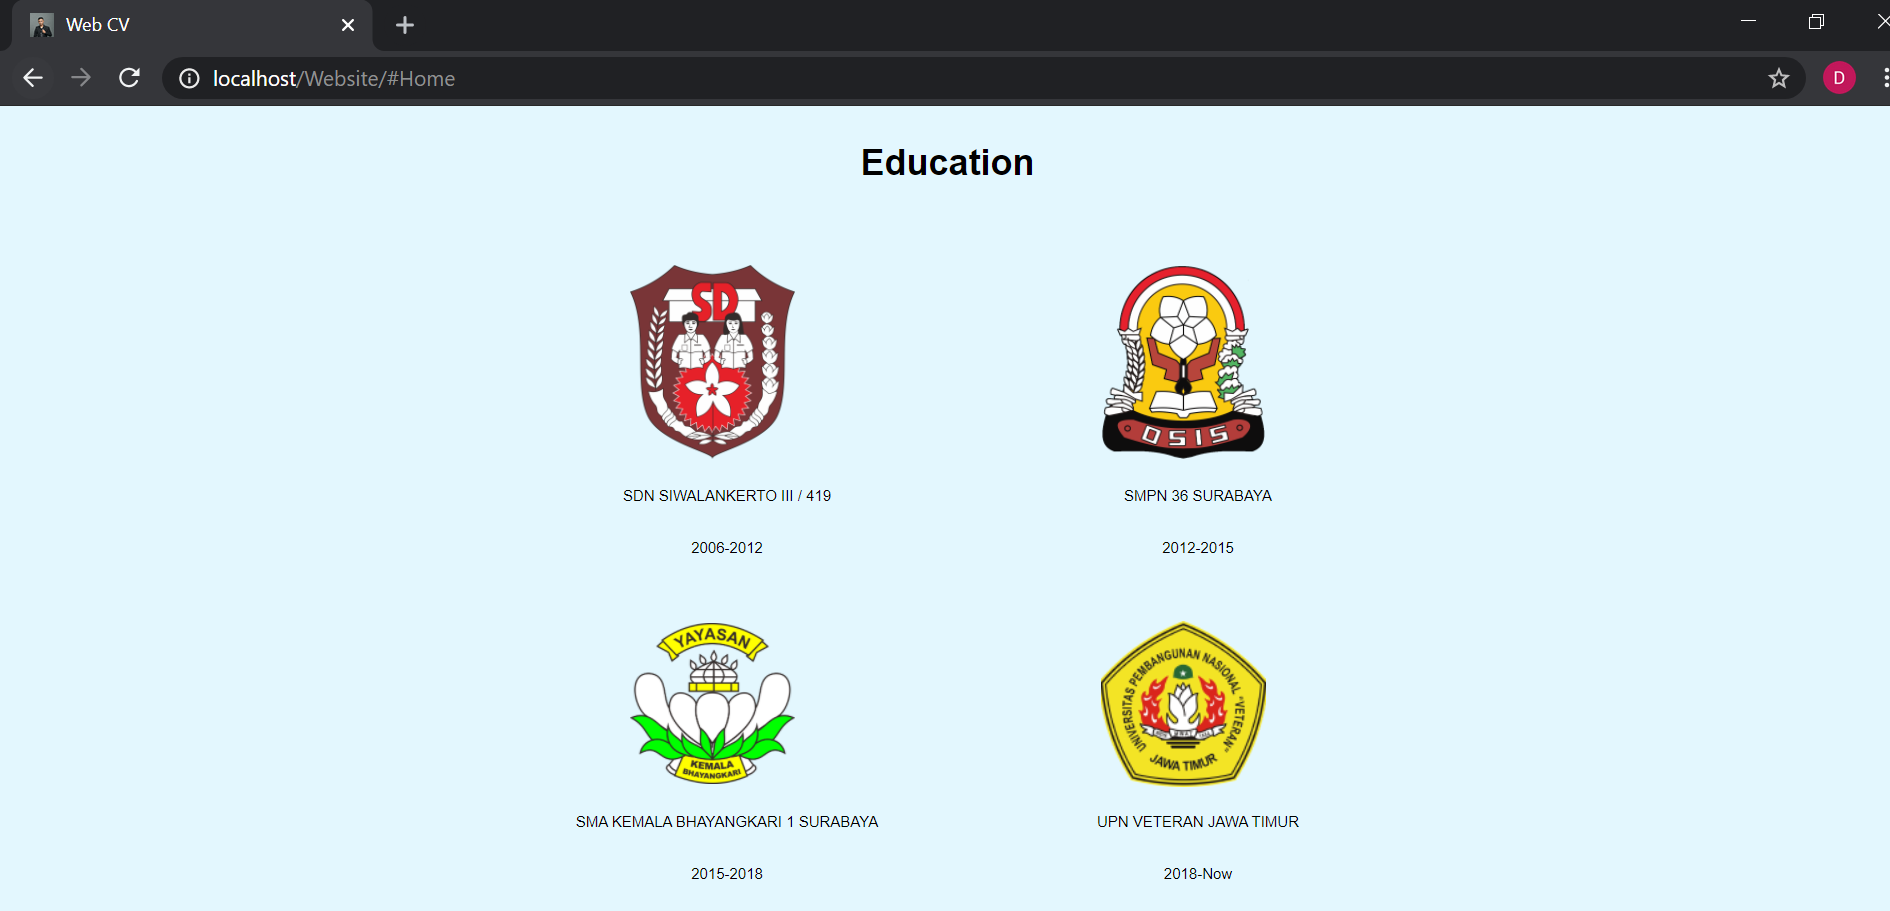 Web CV
localhost/Website/#Home
D
Education
SD
OSIS
SDN SIWALANKERTO III / 419
SMPN 36 SURABAYA
2006-2012
2012-2015
YAYASAN
KEMALA
BHAYANGKARI
UNIVERSITAS PEMBANGUNAN NASIONAL "VETERAN"
JAWA TIMUR
SMA KEMALA BHAYANGKARI 1 SURABAYA
UPN VETERAN JAWA TIMUR
2015-2018
2018-Now